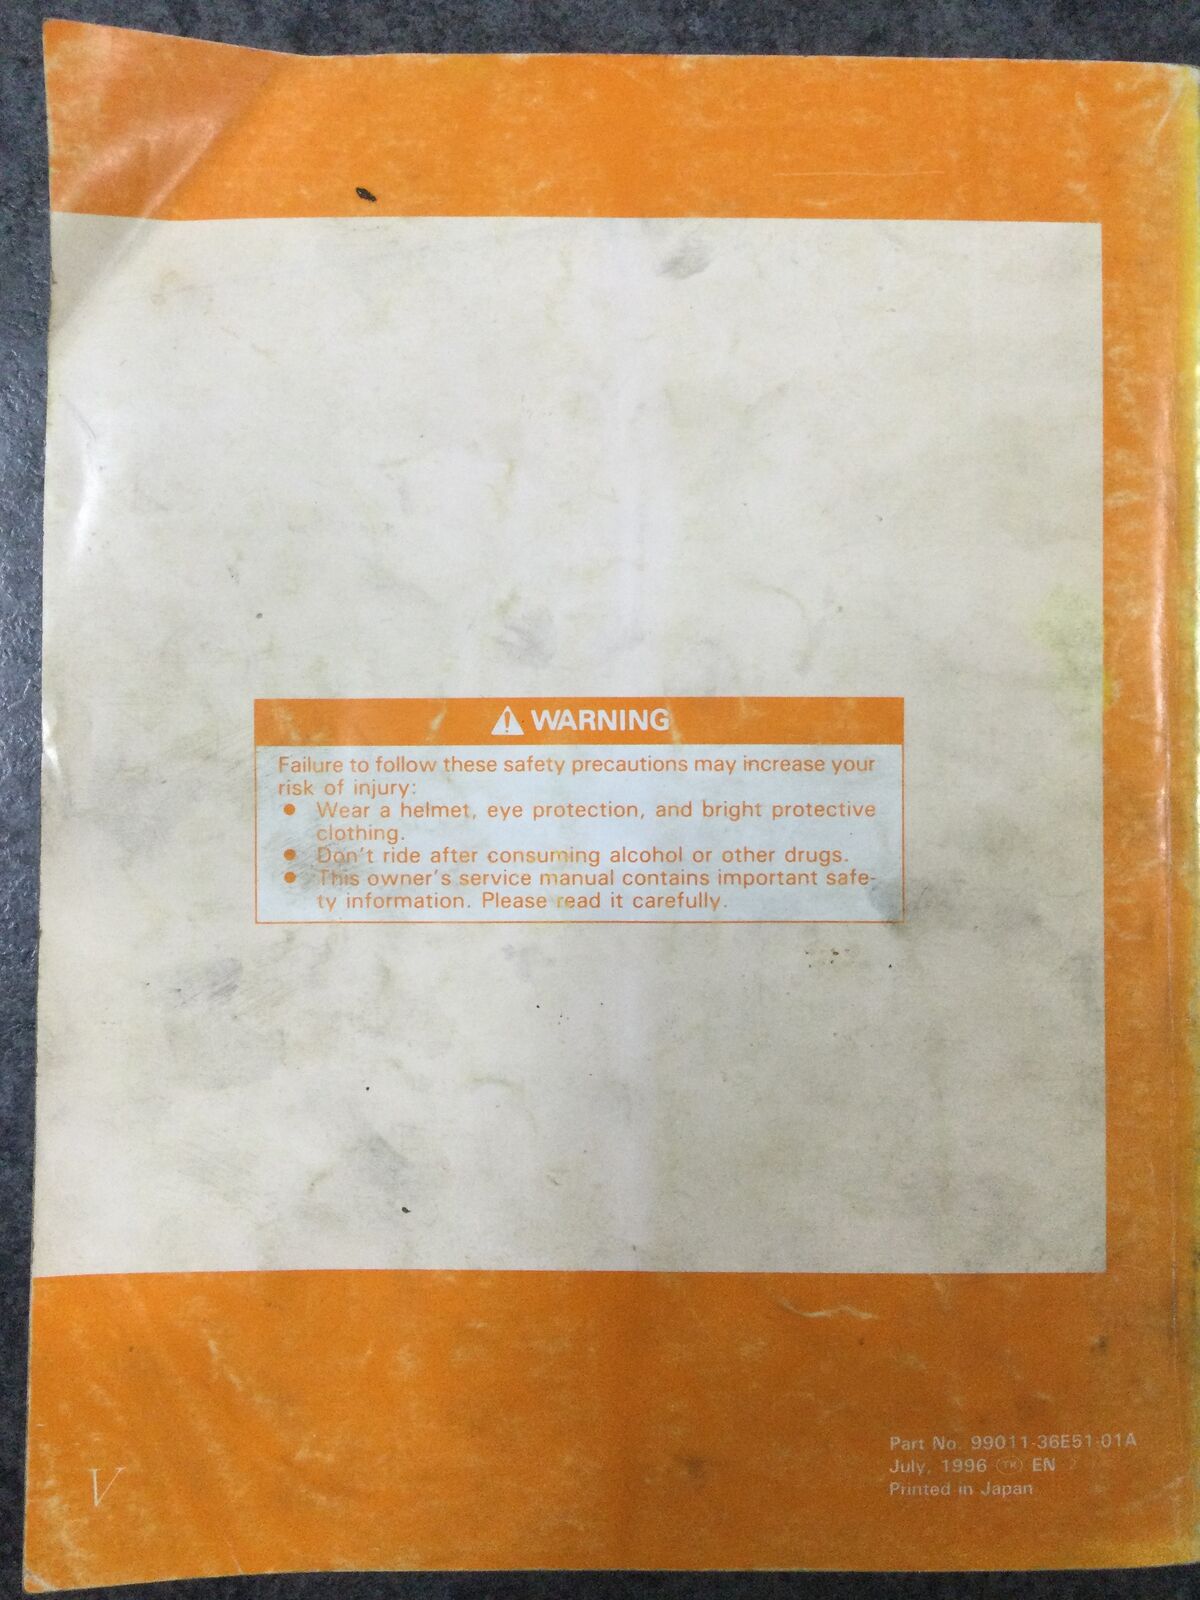 ⚠ WARNING
Failure to follow these safety precautions may increase your
risk of injury:
● Wear a helmet, eye protection, and bright protective
clothing.
● Don't ride after consuming alcohol or other drugs.
● This owner's service manual contains important safe-
ty information. Please read it carefully.
Part No. 99011-36E51-01A
July, 1996 TK EN
Printed in Japan
V